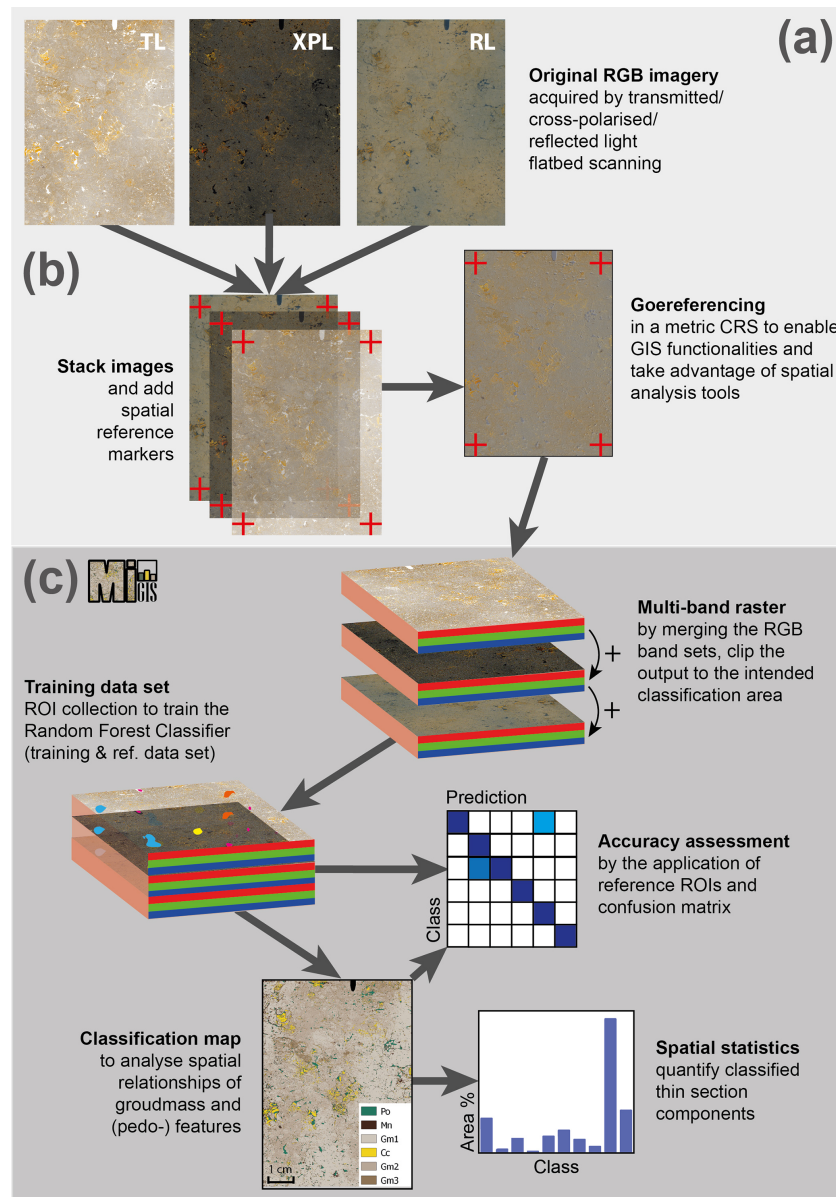 TL
XPL
RL
(a)
Original RGB imagery
acquired by transmitted/
cross-polarised/
reflected light
flatbed scanning
(b)
Stack images
and add
spatial
reference
markers
Goereferencing
in a metric CRS to enable
GIS functionalities and
take advantage of spatial
analysis tools
(c)
Mi
GIS
Multi-band raster
by merging the RGB
band sets, clip the
output to the intended
classification area
+
+
Training data set
ROI collection to train the
Random Forest Classifier
(training & ref. data set)
Prediction
Class
Accuracy assessment
by the application of
reference ROIs and
confusion matrix
Classification map
to analyse spatial
relationships of
groudmass and
(pedo-) features
Po
Mn
Gm1
Cc
Gm2
Gm3
1 cm
Area %
Class
Spatial statistics
quantify classified
thin section
components